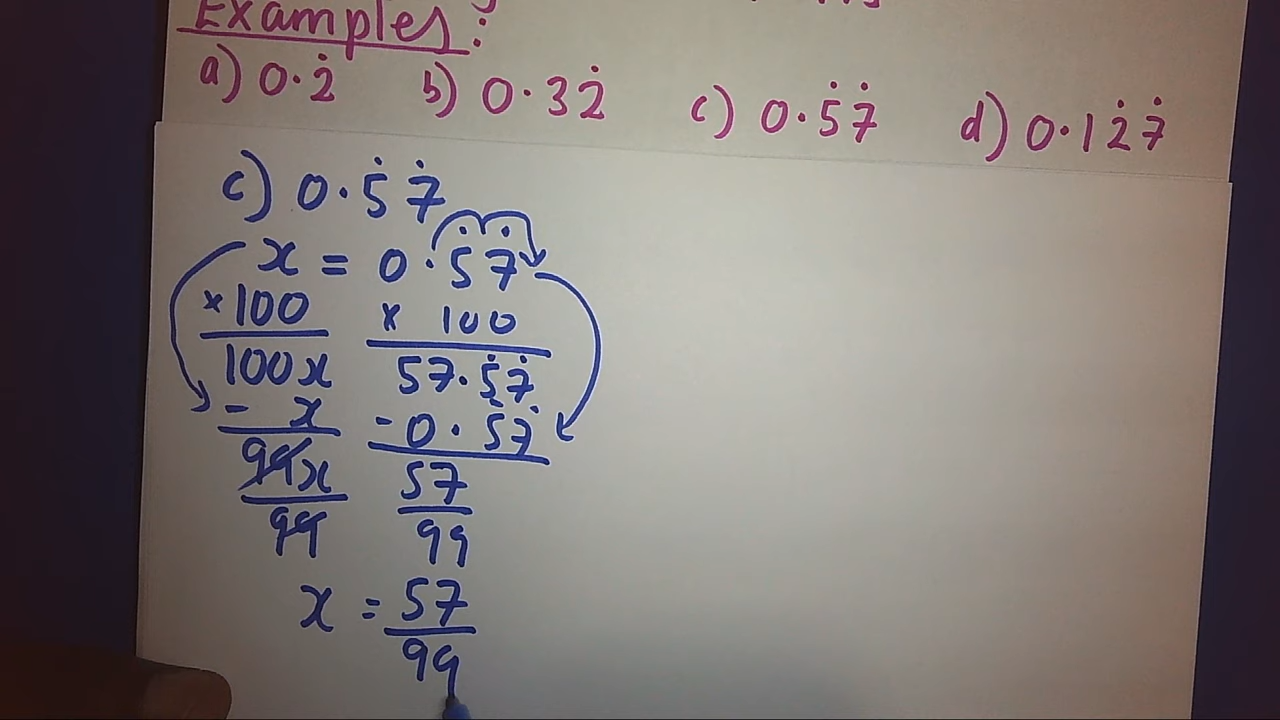 Examples:
a) 0.2̇ b) 0.32̇ c) 0.5̇7̇ d) 0.12̇7̇
c) 0.5̇7̇
x = 0.5̇7̇
×100 × 100
100x 57.5̇7̇
- x -0.5̇7̇
99x 57
99 99
x = 57
99